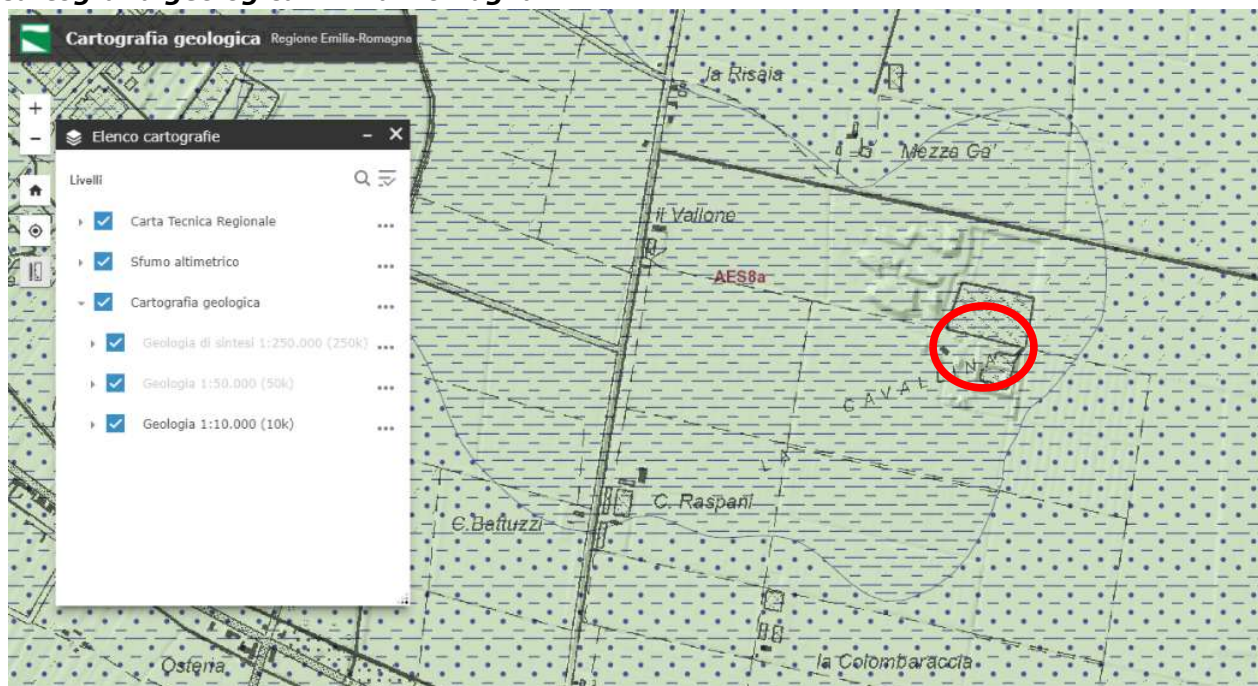 Cartografia geologica Regione Emilia-Romagna
+
−
Elenco cartografie
Livelli
Carta Tecnica Regionale
Sfumo altimetrico
Cartografia geologica
Geologia di sintesi 1:250.000 (250k)
Geologia 1:50.000 (50k)
Geologia 1:10.000 (10k)
la Risaia
Mezza Ca'
il Vallone
AES8a
LA CAVALLINA
C. Raspani
C.Battuzzi
Osteria
la Colombaraccia